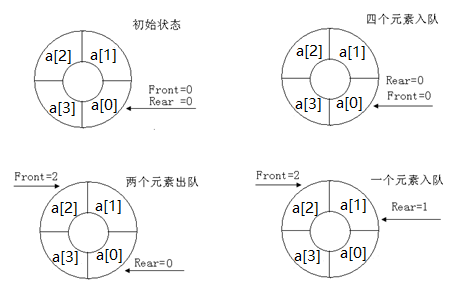 初始状态
a[2] a[1]
a[3] a[0]
Front=0
Rear =0
四个元素入队
a[2] a[1]
a[3] a[0]
Rear=0
Front=0
Front=2
两个元素出队
a[2] a[1]
a[3] a[0]
Rear=0
Front=2
一个元素入队
a[2] a[1]
a[3] a[0]
Rear=1